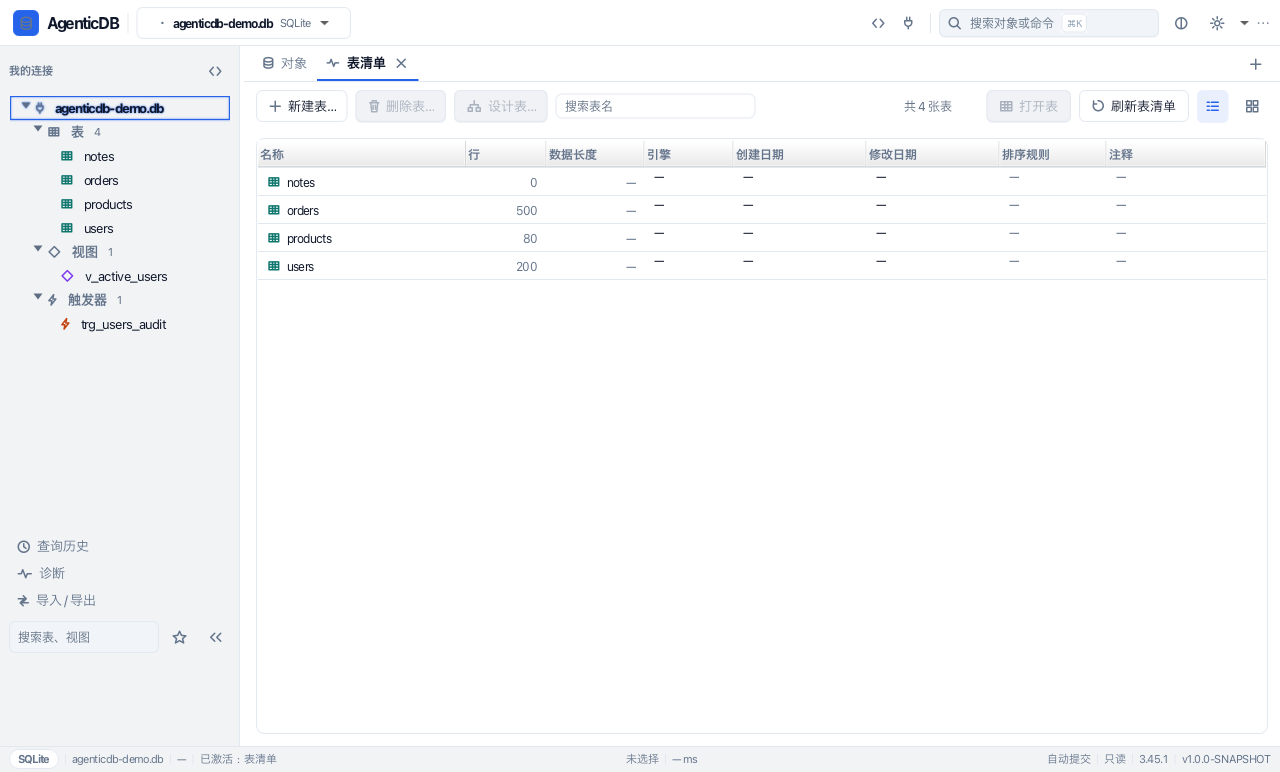 AgenticDB
agenticdb-demo.db SQLite
搜索对象或命令 ⌘K
我的连接
对象
表清单
agenticdb-demo.db
表 4
notes
orders
products
users
视图 1
v_active_users
触发器 1
trg_users_audit
查询历史
诊断
导入/导出
搜索表、视图
新建表... 删除表... 设计表... 搜索表名 共 4 张表 打开表 刷新表清单
名称 行 数据长度 引擎 创建日期 修改日期 排序规则 注释
notes 0 — — — — — —
orders 500 — — — — — —
products 80 — — — — — —
users 200 — — — — — —
SQLite agenticdb-demo.db — 已激活：表清单 未选择 — ms 自动提交 只读 3.45.1 v1.0.0-SNAPSHOT